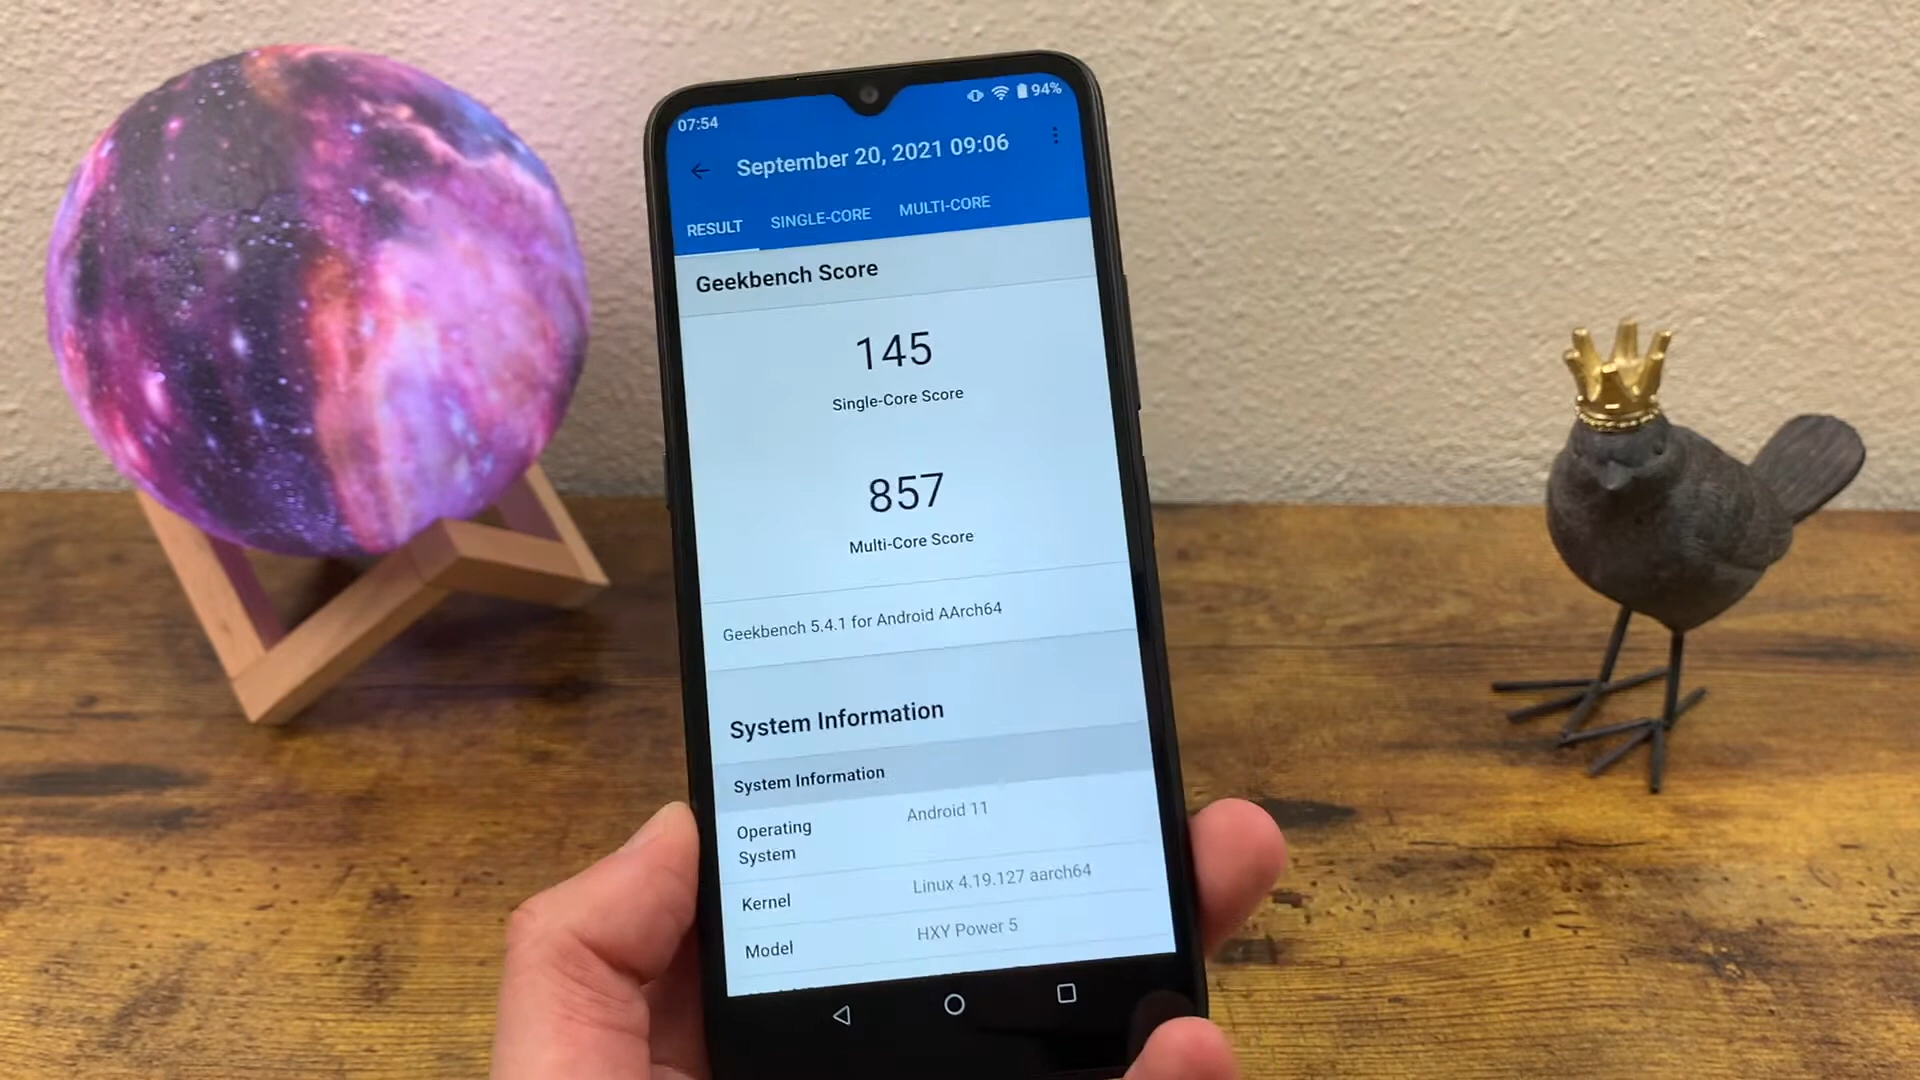 07:54
94%
September 20, 2021 09:06
RESULT SINGLE-CORE MULTI-CORE
Geekbench Score
145
Single-Core Score
857
Multi-Core Score
Geekbench 5.4.1 for Android AArch64
System Information
System Information
Operating System
Android 11
Kernel
Linux 4.19.127 aarch64
Model
HXY Power 5